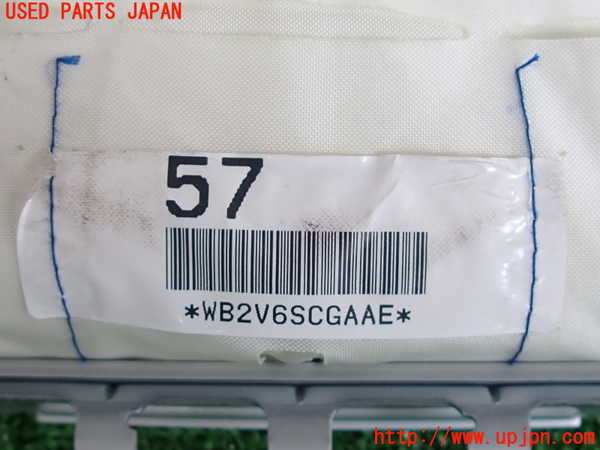 USED PARTS JAPAN
57
*WB2V6SCGAAE*
http://www.upjpn.com